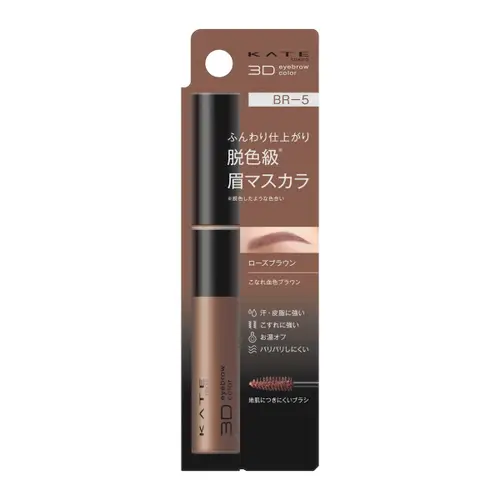 KATE
TOKYO
3D eyebrow color
BR-5
ふんわり仕上がり
脱色級※
眉マスカラ
※脱色したような色合い
ローズブラウン
こなれ血色ブラウン
汗・皮脂に強い
こすれに強い
お湯オフ
パリパリしにくい
地肌につきにくいブラシ
KATE
3D eyebrow color